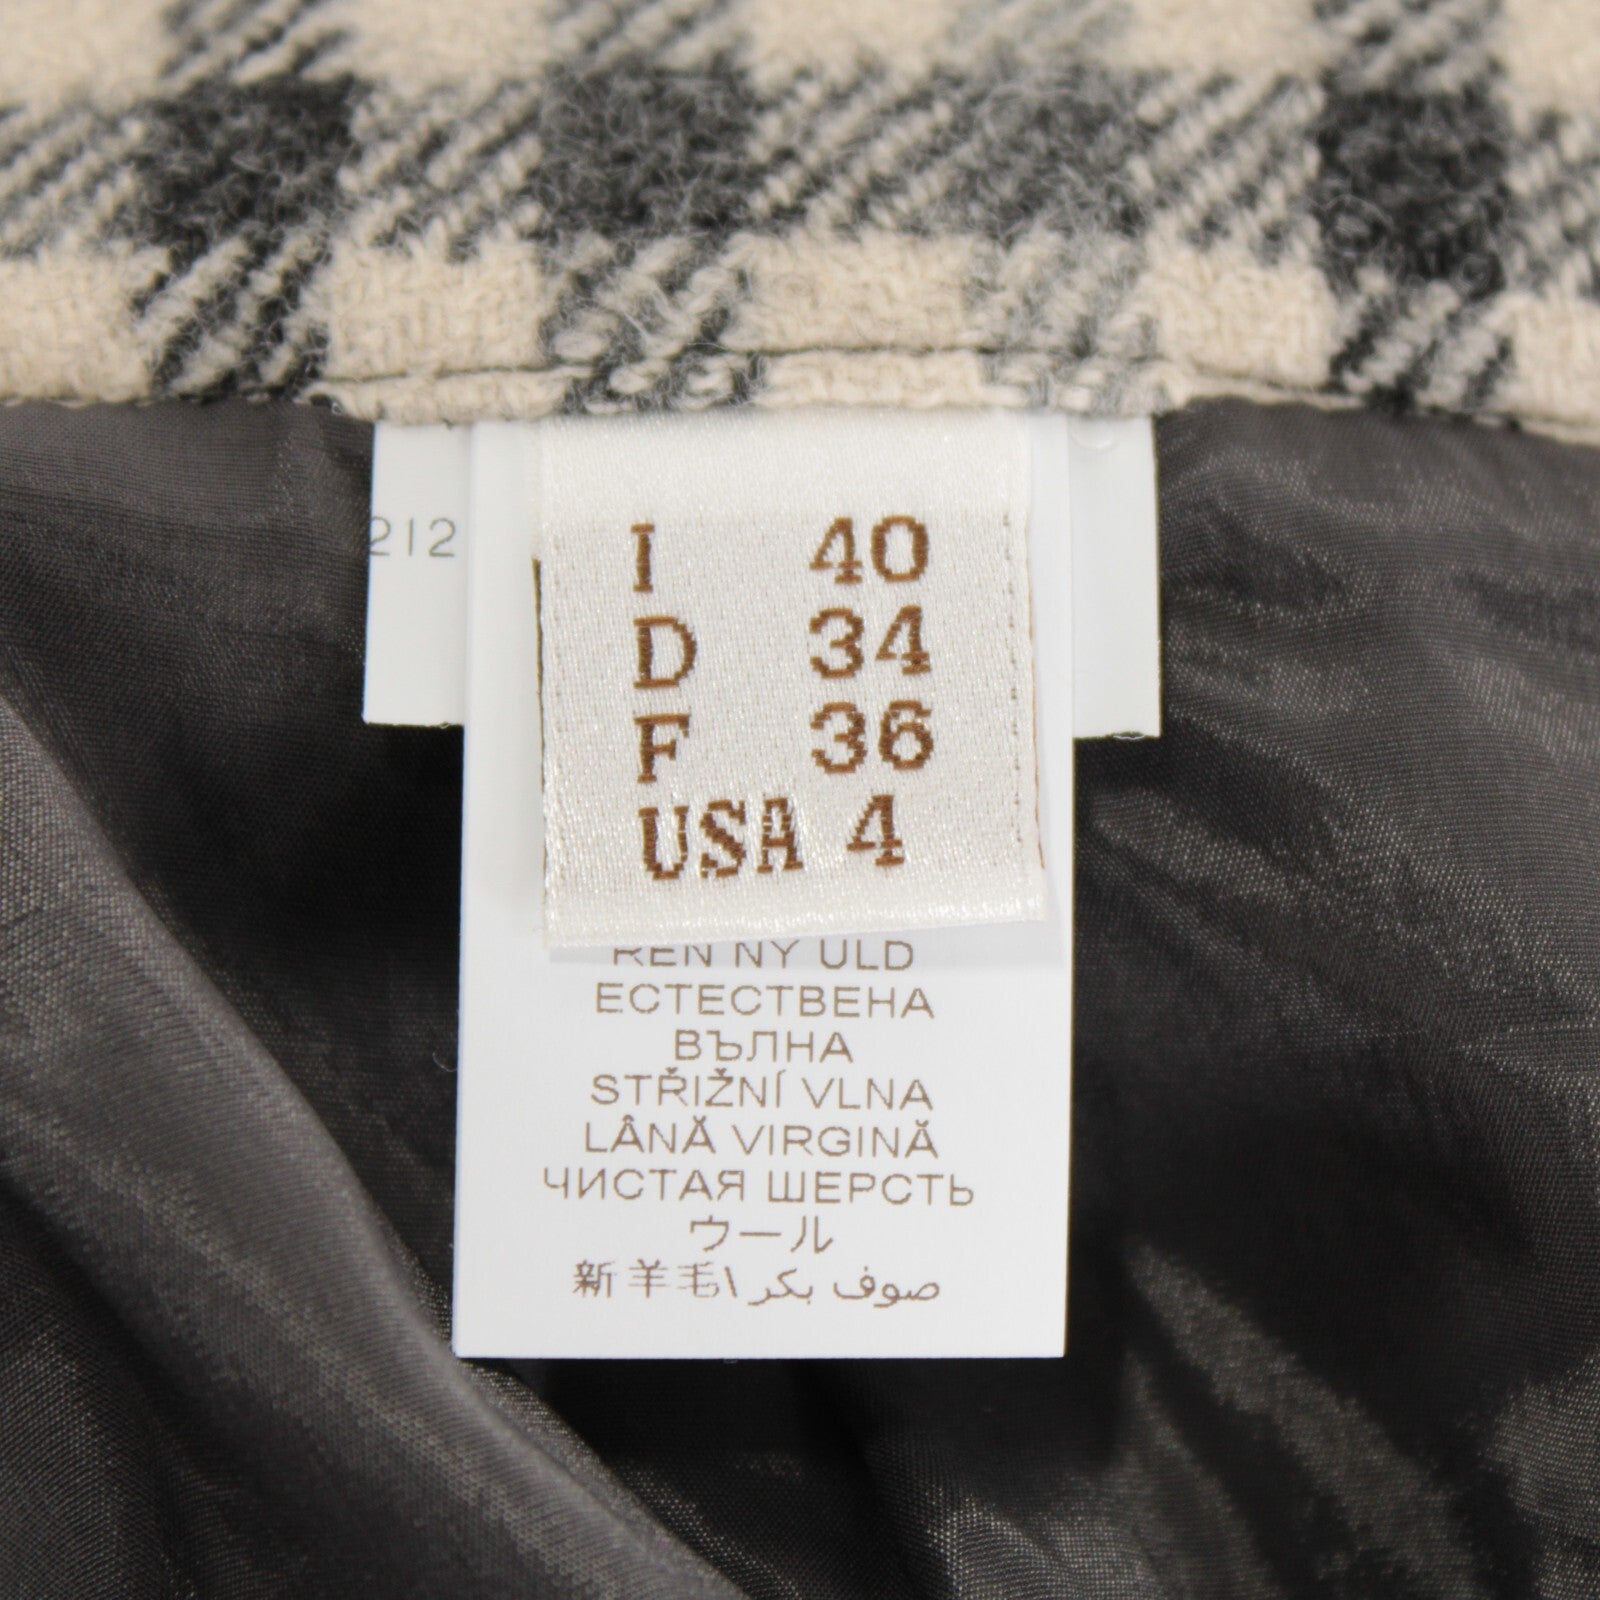 212
I 40
D 34
F 36
USA 4
REN NY ULD
ЕСТЕСТВЕНА
ВЪЛНА
STŘIŽNÍ VLNA
LÂNĂ VIRGINĂ
ЧИСТАЯ ШЕРСТЬ
ウール
新羊毛\صوف بكر